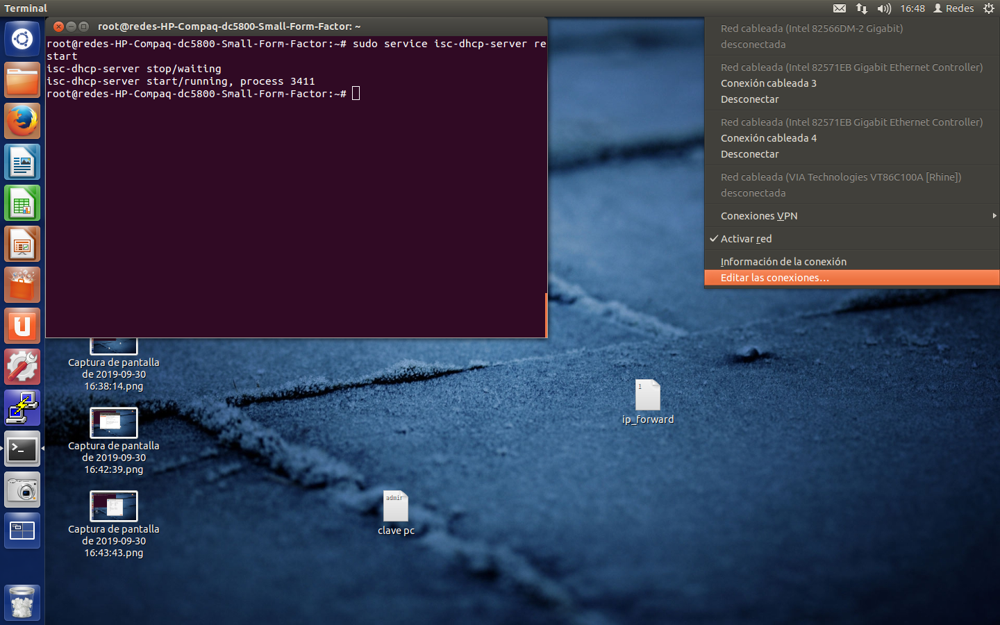 Terminal
16:48
Redes
root@redes-HP-Compaq-dc5800-Small-Form-Factor: ~
root@redes-HP-Compaq-dc5800-Small-Form-Factor:~# sudo service isc-dhcp-server re
start
isc-dhcp-server stop/waiting
isc-dhcp-server start/running, process 3411
root@redes-HP-Compaq-dc5800-Small-Form-Factor:~#
Red cableada (Intel 82566DM-2 Gigabit)
desconectada
Red cableada (Intel 82571EB Gigabit Ethernet Controller)
Conexión cableada 3
Desconectar
Red cableada (Intel 82571EB Gigabit Ethernet Controller)
Conexión cableada 4
Desconectar
Red cableada (VIA Technologies VT86C100A [Rhine])
desconectada
Conexiones VPN
Activar red
Información de la conexión
Editar las conexiones…
Captura de pantalla
de 2019-09-30
16:38:14.png
Captura de pantalla
de 2019-09-30
16:42:39.png
Captura de pantalla
de 2019-09-30
16:43:43.png
1
ip_forward
admir
clave pc